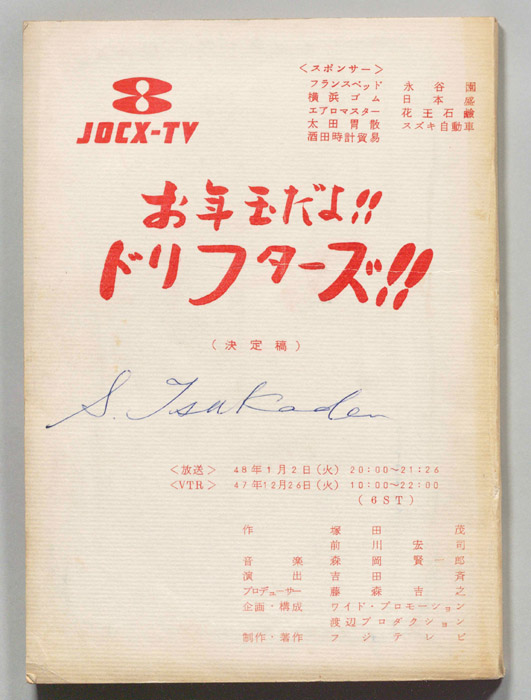 8
JOCX-TV
<スポンサー>
フランスベッド 永谷園
横浜ゴム 日本盛
エアロマスター 花王石鹸
太田胃散 スズキ自動車
酒田時計貿易
お年玉だよ!!
ドリフターズ!!
(決定稿)
S. Tsukada
<放送> 48年1月2日(火) 20:00~21:26
<VTR> 47年12月26日(火) 10:00~22:00
(6ST)
作 塚田茂
前川宏司
音楽 森岡賢一郎
演出 吉田斉
プロデューサー 藤森吉之
企画・構成 ワイド・プロモーション
渡辺プロダクション
制作・著作 フジテレビ